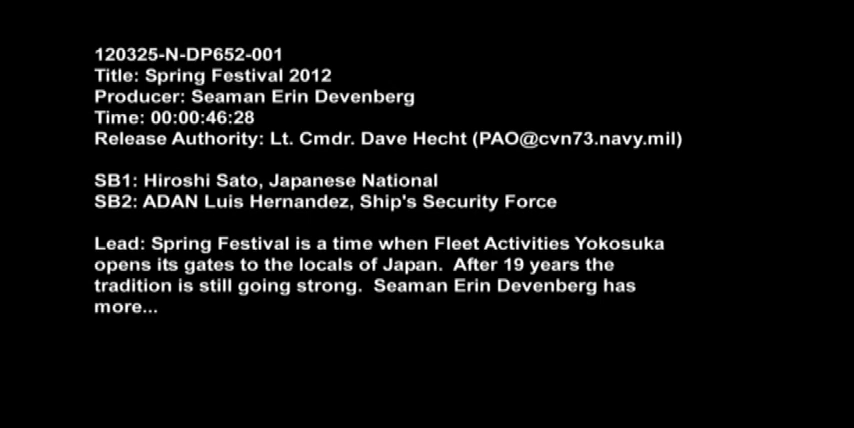 120325-N-DP652-001
Title: Spring Festival 2012
Producer: Seaman Erin Devenberg
Time: 00:00:46:28
Release Authority: Lt. Cmdr. Dave Hecht (PAO@cvn73.navy.mil)
SB1: Hiroshi Sato, Japanese National
SB2: ADAN Luis Hernandez, Ship's Security Force
Lead: Spring Festival is a time when Fleet Activities Yokosuka
opens its gates to the locals of Japan.  After 19 years the
tradition is still going strong.  Seaman Erin Devenberg has
more...